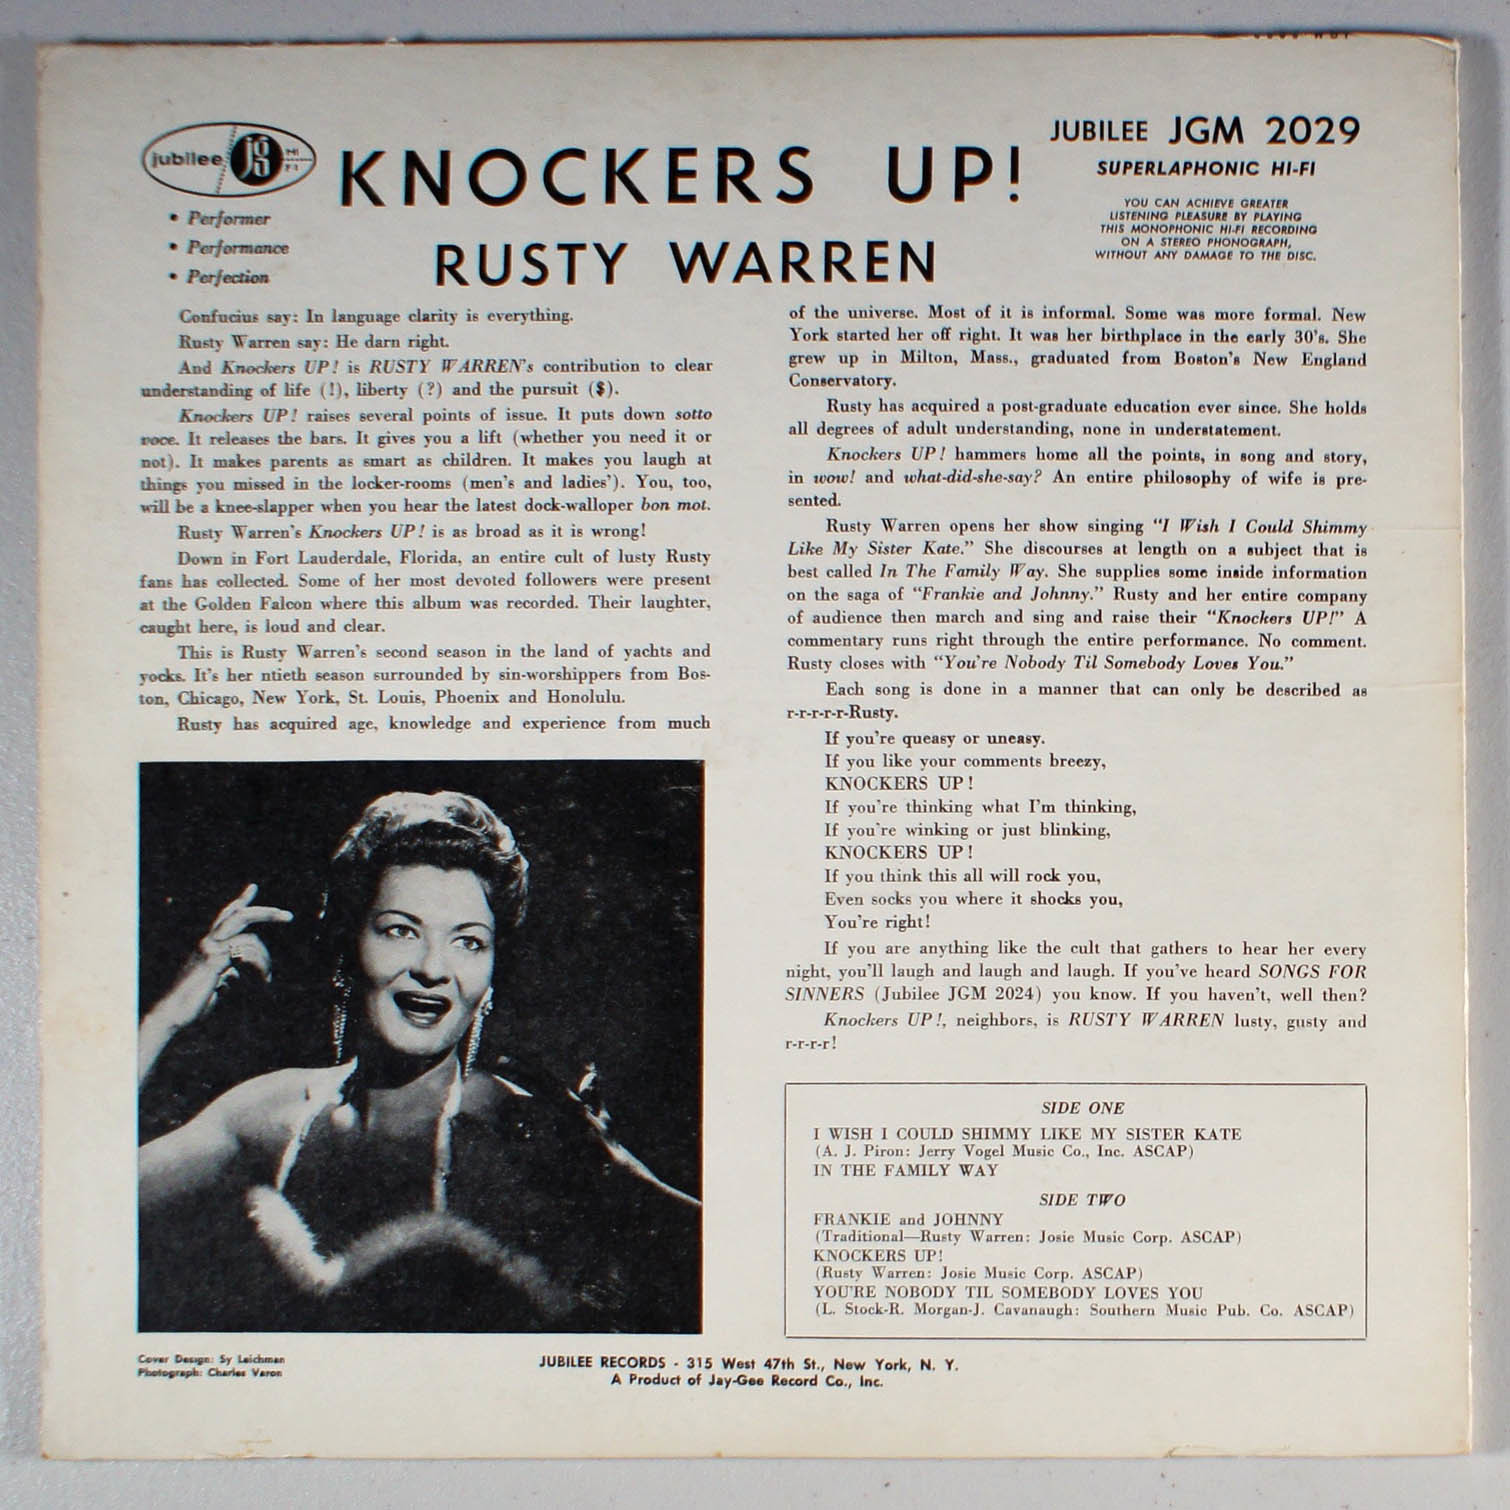 jubilee JG HI FI
• Performer
• Performance
• Perfection
KNOCKERS UP!
RUSTY WARREN
JUBILEE JGM 2029
SUPERLAPHONIC HI-FI
YOU CAN ACHIEVE GREATER
LISTENING PLEASURE BY PLAYING
THIS MONOPHONIC HI-FI RECORDING
ON A STEREO PHONOGRAPH,
WITHOUT ANY DAMAGE TO THE DISC.
Confucius say: In language clarity is everything.
Rusty Warren say: He darn right.
And Knockers UP! is RUSTY WARREN's contribution to clear
understanding of life (!), liberty (?) and the pursuit ($).
Knockers UP! raises several points of issue. It puts down sotto
voce. It releases the bars. It gives you a lift (whether you need it or
not). It makes parents as smart as children. It makes you laugh at
things you missed in the locker-rooms (men's and ladies'). You, too,
will be a knee-slapper when you hear the latest dock-walloper bon mot.
Rusty Warren's Knockers UP! is as broad as it is wrong!
Down in Fort Lauderdale, Florida, an entire cult of lusty Rusty
fans has collected. Some of her most devoted followers were present
at the Golden Falcon where this album was recorded. Their laughter,
caught here, is loud and clear.
This is Rusty Warren's second season in the land of yachts and
yocks. It's her ntieth season surrounded by sin-worshippers from Bos-
ton, Chicago, New York, St. Louis, Phoenix and Honolulu.
Rusty has acquired age, knowledge and experience from much
of the universe. Most of it is informal. Some was more formal. New
York started her off right. It was her birthplace in the early 30's. She
grew up in Milton, Mass., graduated from Boston's New England
Conservatory.
Rusty has acquired a post-graduate education ever since. She holds
all degrees of adult understanding, none in understatement.
Knockers UP! hammers home all the points, in song and story,
in wow! and what-did-she-say? An entire philosophy of wife is pre-
sented.
Rusty Warren opens her show singing "I Wish I Could Shimmy
Like My Sister Kate." She discourses at length on a subject that is
best called In The Family Way. She supplies some inside information
on the saga of "Frankie and Johnny." Rusty and her entire company
of audience then march and sing and raise their "Knockers UP!" A
commentary runs right through the entire performance. No comment.
Rusty closes with "You're Nobody Til Somebody Loves You."
Each song is done in a manner that can only be described as
r-r-r-r-r-Rusty.
If you're queasy or uneasy.
If you like your comments breezy,
KNOCKERS UP!
If you're thinking what I'm thinking,
If you're winking or just blinking,
KNOCKERS UP!
If you think this all will rock you,
Even socks you where it shocks you,
You're right!
If you are anything like the cult that gathers to hear her every
night, you'll laugh and laugh and laugh. If you've heard SONGS FOR
SINNERS (Jubilee JGM 2024) you know. If you haven't, well then?
Knockers UP!, neighbors, is RUSTY WARREN lusty, gusty and
r-r-r-r!
SIDE ONE
I WISH I COULD SHIMMY LIKE MY SISTER KATE
(A. J. Piron: Jerry Vogel Music Co., Inc. ASCAP)
IN THE FAMILY WAY
SIDE TWO
FRANKIE and JOHNNY
(Traditional—Rusty Warren: Josie Music Corp. ASCAP)
KNOCKERS UP!
(Rusty Warren: Josie Music Corp. ASCAP)
YOU'RE NOBODY TIL SOMEBODY LOVES YOU
(L. Stock-R. Morgan-J. Cavanaugh: Southern Music Pub. Co. ASCAP)
Cover Design: Sy Leichman
Photograph: Charles Varon
JUBILEE RECORDS - 315 West 47th St., New York, N. Y.
A Product of Jay-Gee Record Co., Inc.